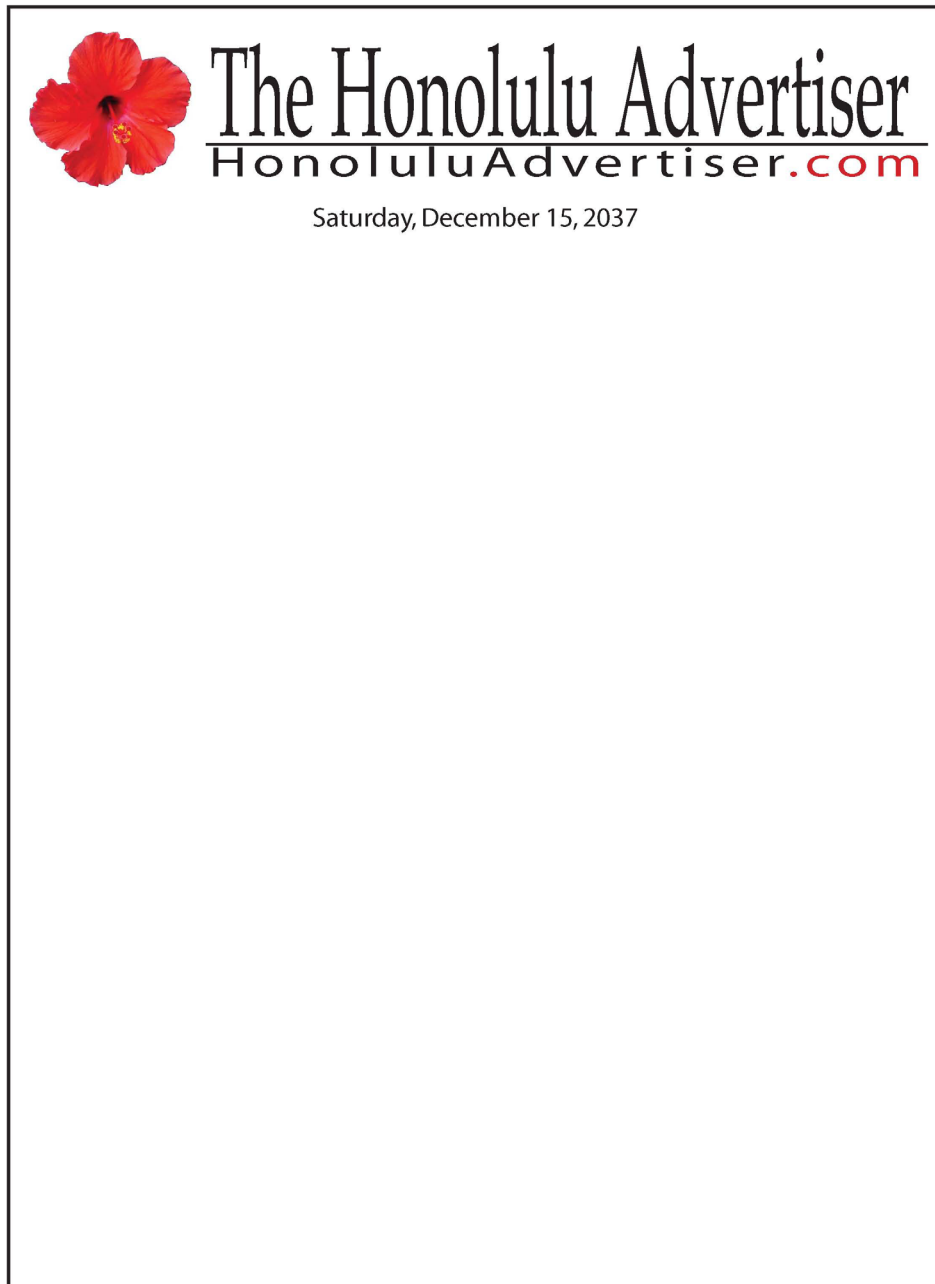 The Honolulu Advertiser
HonoluluAdvertiser.com
Saturday, December 15, 2037